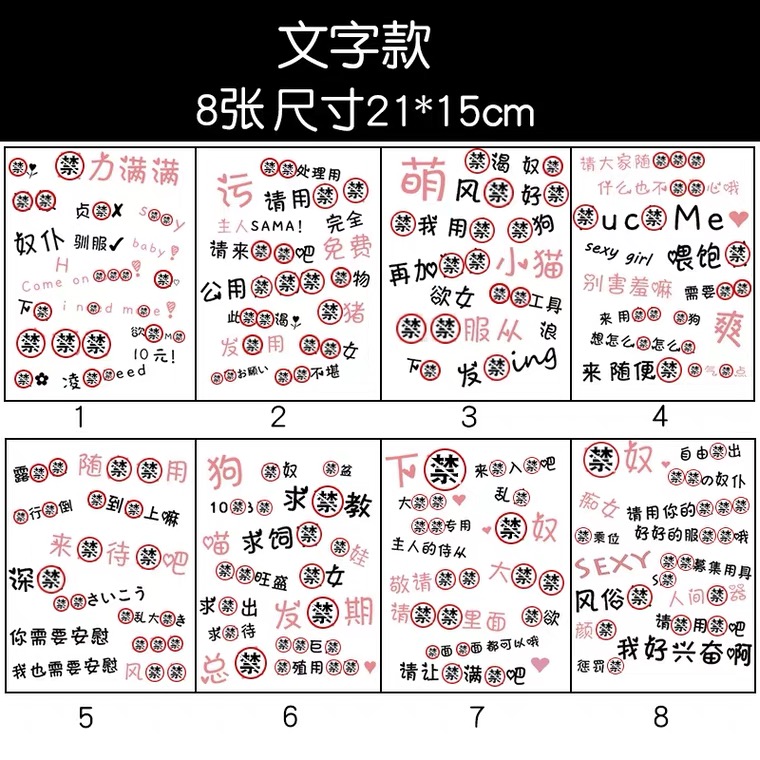 文字款
8张 尺寸21*15cm
禁 禁力满满
禁禁 贞禁✘ s禁禁y
奴仆 驯服✔ baby!
H
Come on 禁禁禁! 禁
下禁 i n禁d m禁e!
禁禁禁 欲禁M禁
10元!
禁 凌禁禁eed
1
污 禁禁处理用
请用禁 禁
主人SAMA! 完全
请来禁禁吧 免费
公用禁禁禁 禁物
此禁禁渴 禁猪
发禁用 禁禁女
禁禁お願い 禁禁不堪
2
萌 禁渴 奴禁
风禁 好禁
禁我 用禁 禁狗
再加禁禁 小猫
欲女 禁禁工具
禁禁服从 浪
下禁 发禁ing
3
请大家随禁禁禁
什么也不禁禁心哦
禁uc禁 Me
sexy girl 喂饱禁
别害羞嘛 需要禁禁
来用禁禁 禁狗 爽
想怎么禁怎么禁
来随便禁 禁气禁点
4
露禁禁 随禁禁用
禁行禁倒 禁到禁上嘛
来禁待禁吧
深禁
禁禁さいこう
禁乱大禁き
你需要安慰 禁禁禁
我也需要安慰 风禁禁
5
狗 禁奴 禁盆
10禁3禁 求禁教
喵 求饲禁 禁娃
禁禁旺盛 禁女
求禁出 发禁期
求禁待
总禁 禁禁巨禁
禁殖用禁禁
6
下禁 来禁入禁吧
大禁禁 乱禁
禁禁专用 禁奴
主人的侍从
敬请禁禁 大禁禁
请禁禁里面 禁欲
禁面禁面都可以哦
请让禁满禁吧
7
禁奴 自由禁出
禁禁の奴仆
痴女 请用你的禁禁禁
禁乘位 好好的服禁禁哦
SEXY 禁禁募集用具
S禁
风俗禁 人间禁器
颜禁 请禁用禁吧
我好兴奋啊
惩罚禁
8